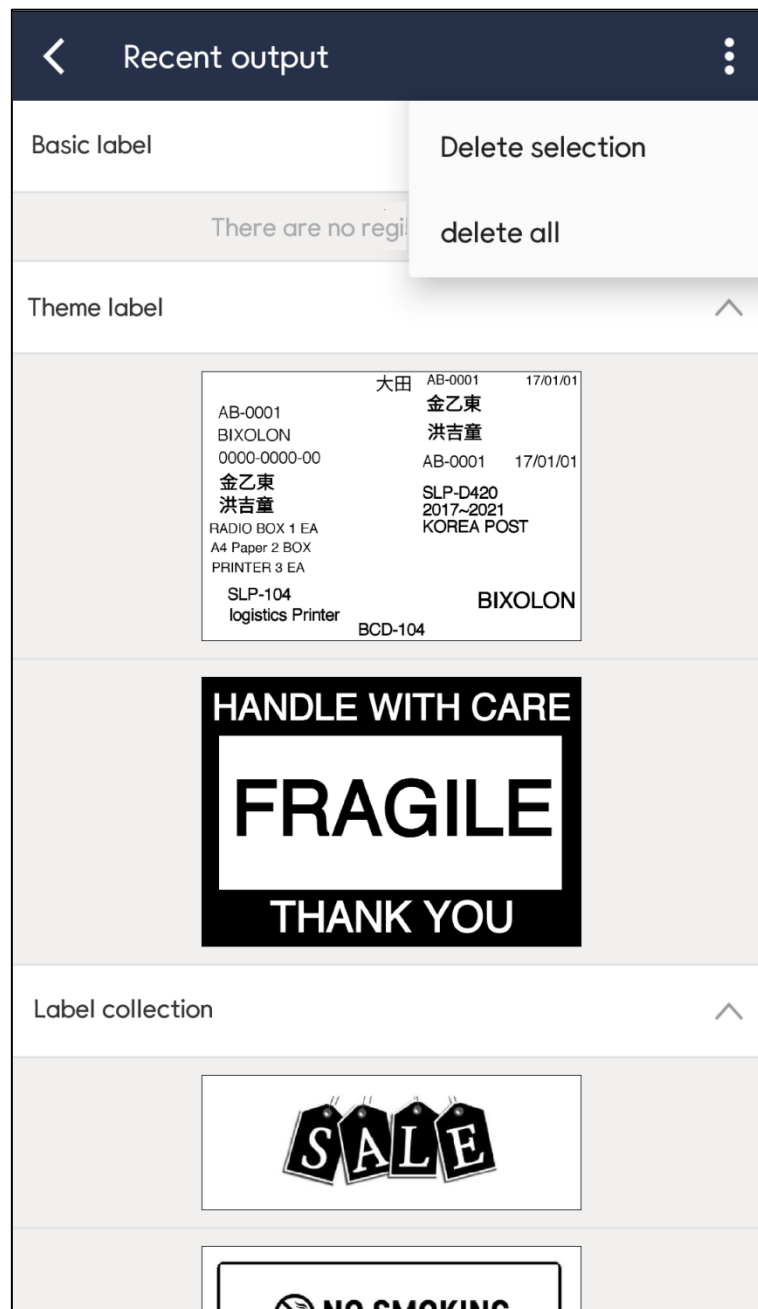 Recent output
Basic label
Delete selection
There are no
delete all
Theme label
大田 AB-0001 17/01/01
金乙東
AB-0001
洪吉童
BIXOLON
0000-0000-00
AB-0001 17/01/01
金乙東
洪吉童
SLP-D420
2017~2021
KOREA POST
RADIO BOX 1 EA
A4 Paper 2 BOX
PRINTER 3 EA
SLP-104
logistics Printer
BIXOLON
BCD-104
HANDLE WITH CARE
FRAGILE
THANK YOU
Label collection
SALE
NO SMOKING